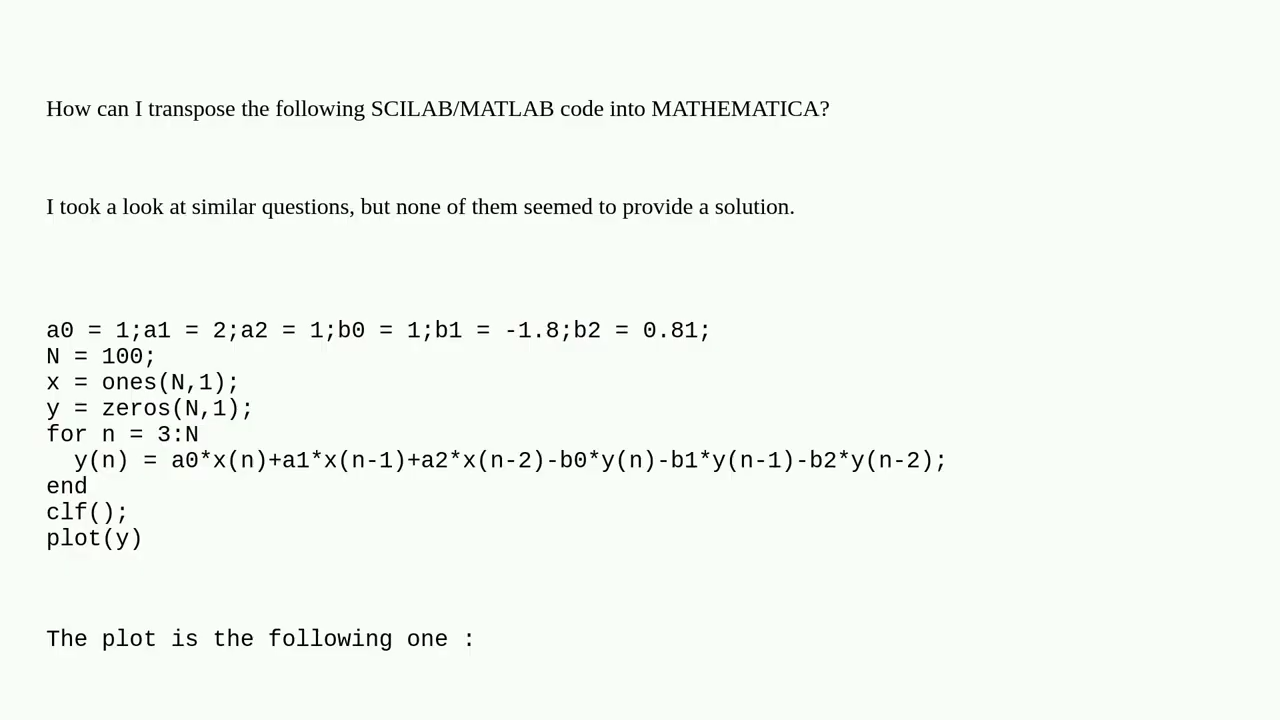 How can I transpose the following SCILAB/MATLAB code into MATHEMATICA?
I took a look at similar questions, but none of them seemed to provide a solution.
a0 = 1;a1 = 2;a2 = 1;b0 = 1;b1 = -1.8;b2 = 0.81;
N = 100;
x = ones(N,1);
y = zeros(N,1);
for n = 3:N
  y(n) = a0*x(n)+a1*x(n-1)+a2*x(n-2)-b0*y(n)-b1*y(n-1)-b2*y(n-2);
end
clf();
plot(y)
The plot is the following one :